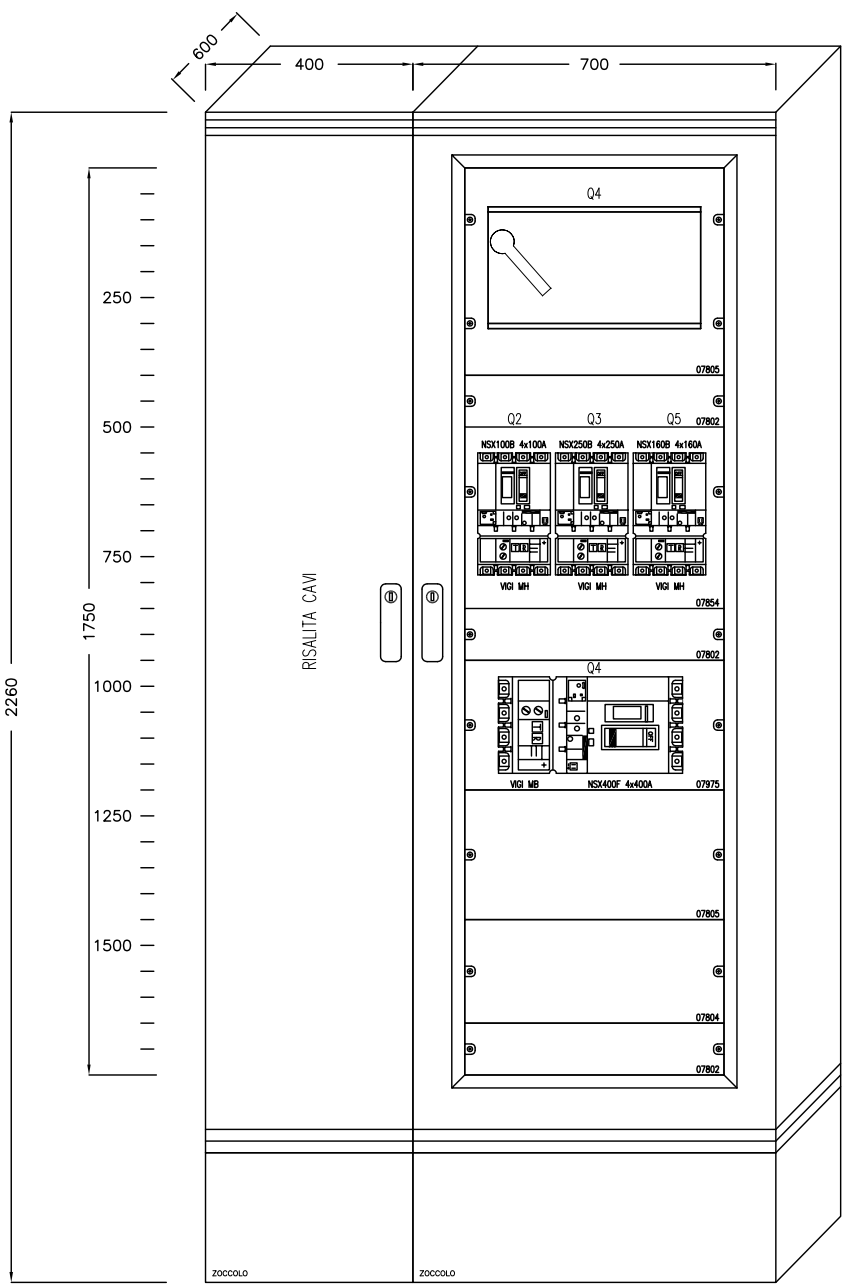 600
400
700
Q4
250
07805
07802
500
Q2 Q3 Q5
NSX100B 4x100A NSX250B 4x250A NSX160B 4x160A
T R T R T R
750
VIGI MH VIGI MH VIGI MH
07854
1750
RISALITA CAVI
07802
Q4
2260
1000
T R
OFF
VIGI MB NSX400F 4x400A 07975
1250
07805
1500
07804
07802
ZOCCOLO ZOCCOLO